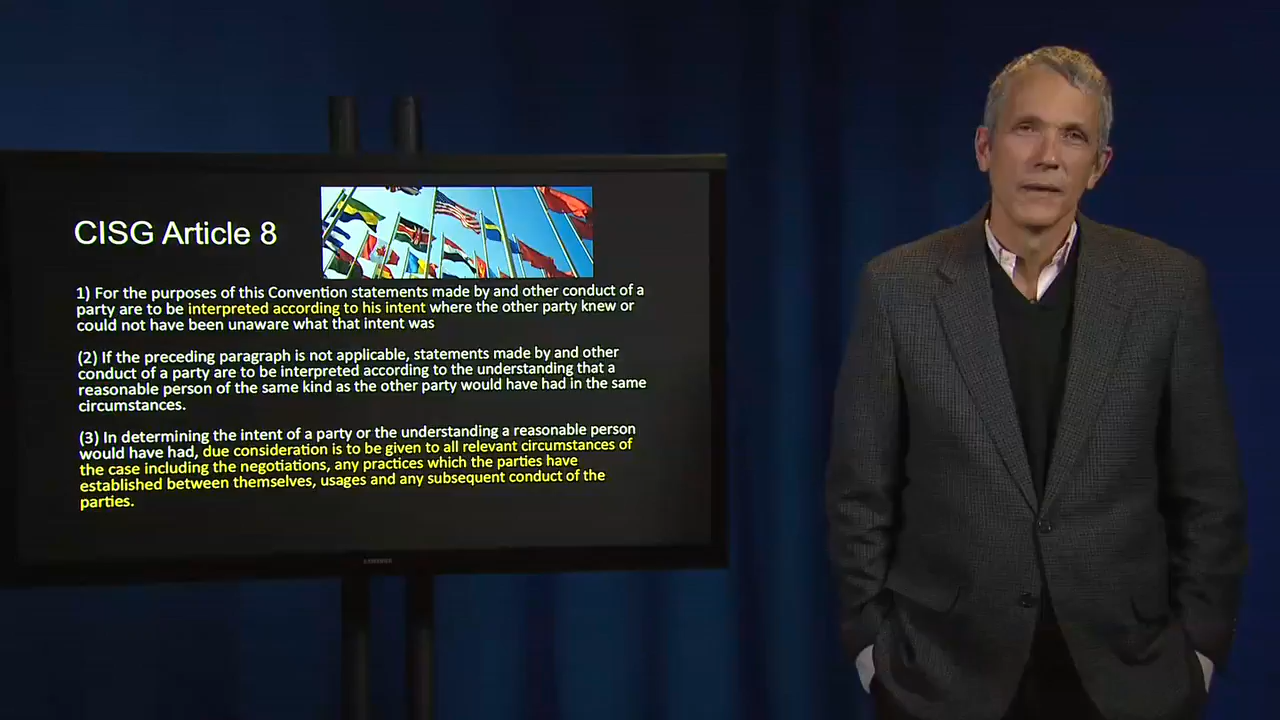 CISG Article 8
1) For the purposes of this Convention statements made by and other conduct of a
party are to be interpreted according to his intent where the other party knew or
could not have been unaware what that intent was
(2) If the preceding paragraph is not applicable, statements made by and other
conduct of a party are to be interpreted according to the understanding that a
reasonable person of the same kind as the other party would have had in the same
circumstances.
(3) In determining the intent of a party or the understanding a reasonable person
would have had, due consideration is to be given to all relevant circumstances of
the case including the negotiations, any practices which the parties have
established between themselves, usages and any subsequent conduct of the
parties.
SAMSUNG